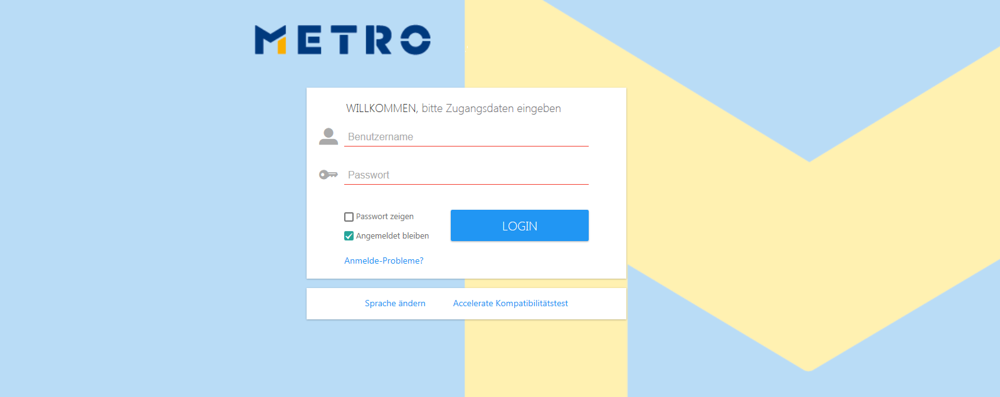 METRO
WILLKOMMEN, bitte Zugangsdaten eingeben
Benutzername
Passwort
Passwort zeigen
LOGIN
Angemeldet bleiben
Anmelde-Probleme?
Sprache ändern Accelerate Kompatibilitätstest